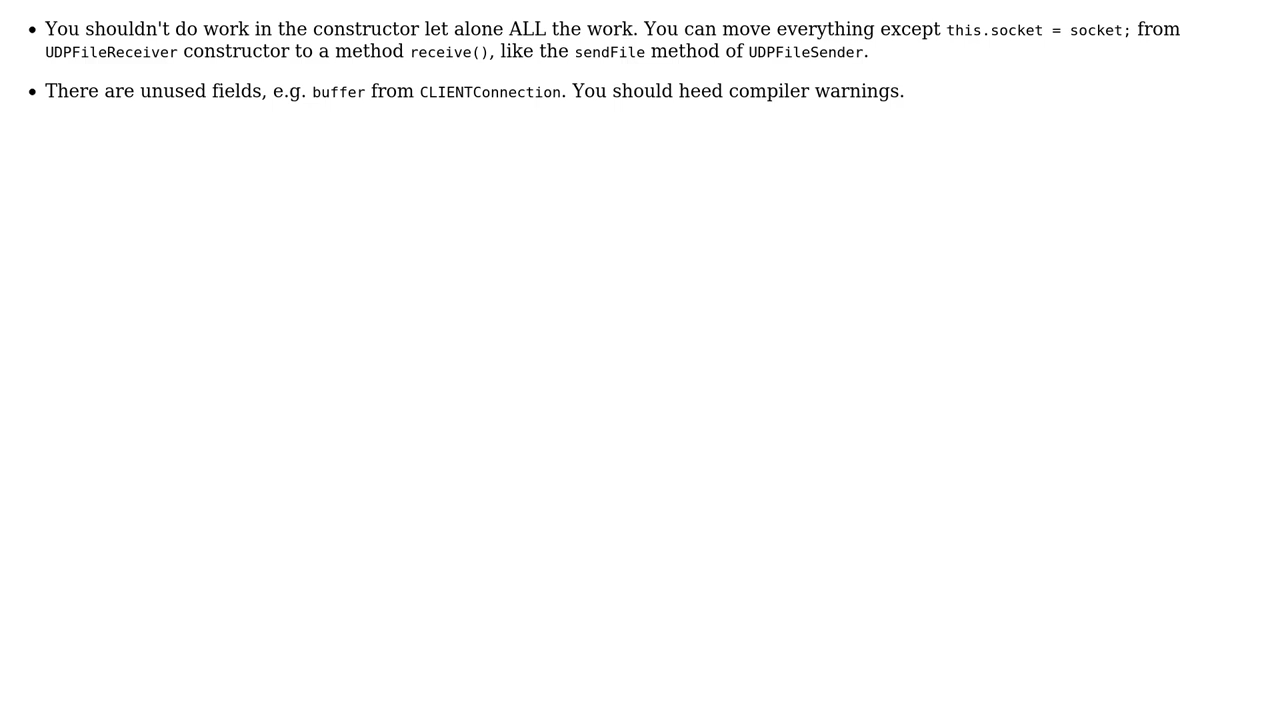 • You shouldn't do work in the constructor let alone ALL the work. You can move everything except this.socket = socket; from
UDPFileReceiver constructor to a method receive(), like the sendFile method of UDPFileSender.
• There are unused fields, e.g. buffer from CLIENTConnection. You should heed compiler warnings.